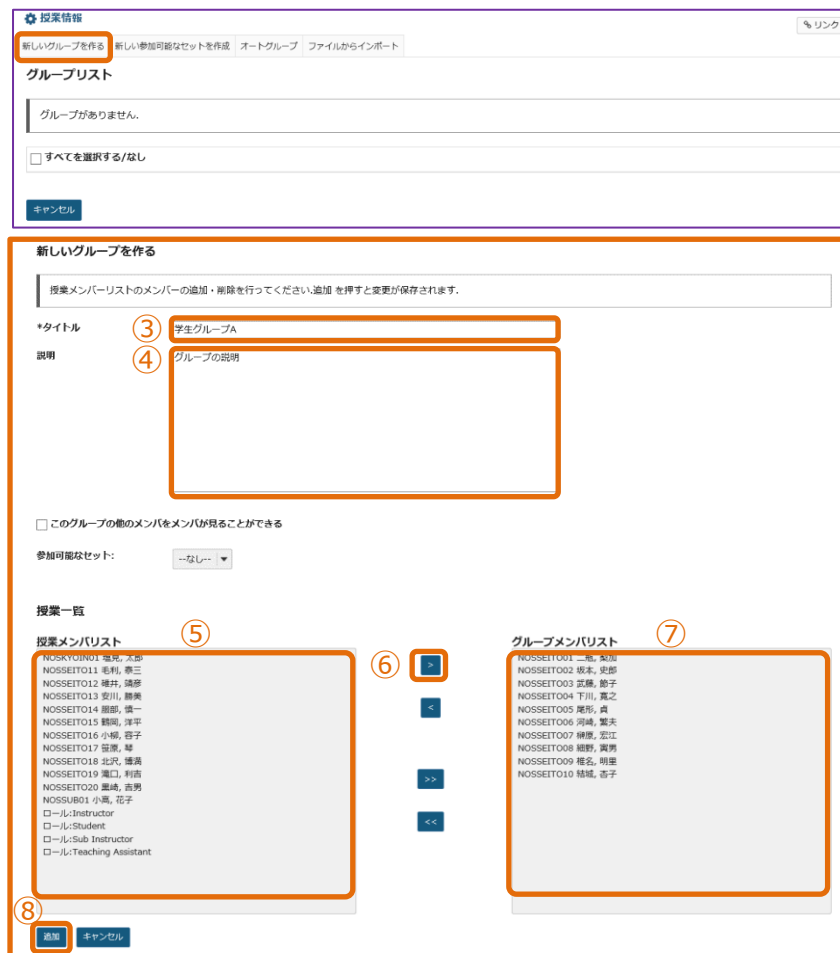 授業情報
リンク
新しいグループを作る 新しい参加可能なセットを作成 オートグループ ファイルからインポート
グループリスト
グループがありません.
すべてを選択する/なし
キャンセル
新しいグループを作る
授業メンバーリストのメンバーの追加・削除を行ってください.追加 を押すと変更が保存されます.
*タイトル ③ 学生グループA
説明 ④ グループの説明
このグループの他のメンバをメンバが見ることができる
参加可能なセット: --なし--
授業一覧
授業メンバリスト ⑤
NOSKYOIN01 塩見, 太郎
NOSSEITO11 毛利, 泰三
NOSSEITO12 碓井, 靖彦
NOSSEITO13 安川, 勝美
NOSSEITO14 服部, 慎一
NOSSEITO15 鶴岡, 洋平
NOSSEITO16 小柳, 容子
NOSSEITO17 笹原, 琴
NOSSEITO18 北沢, 博満
NOSSEITO19 滝口, 利吉
NOSSEITO20 黒崎, 吉男
NOSSUB01 小高, 花子
ロール:Instructor
ロール:Student
ロール:Sub Instructor
ロール:Teaching Assistant
⑥ >
<
>>
<<
グループメンバリスト ⑦
NOSSEITO01 二瓶, 梨加
NOSSEITO02 坂本, 史郎
NOSSEITO03 武藤, 節子
NOSSEITO04 下川, 寛之
NOSSEITO05 尾形, 貞
NOSSEITO06 河崎, 繁夫
NOSSEITO07 榊原, 宏江
NOSSEITO08 細野, 寅男
NOSSEITO09 椎名, 明里
NOSSEITO10 結城, 杏子
⑧
追加 キャンセル